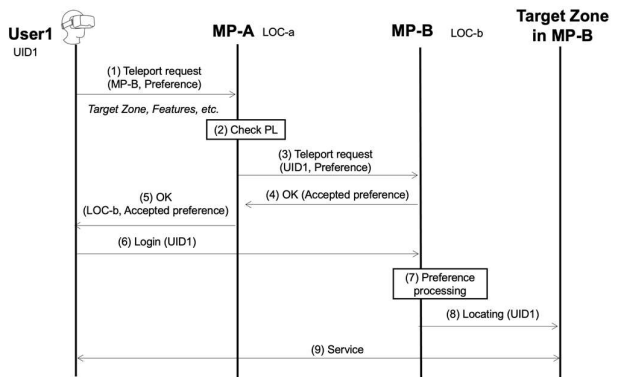 User1
UID1
MP-A LOC-a
MP-B LOC-b
Target Zone
in MP-B
(1) Teleport request
(MP-B, Preference)
Target Zone, Features, etc.
(2) Check PL
(3) Teleport request
(UID1, Preference)
(4) OK (Accepted preference)
(5) OK
(LOC-b, Accepted preference)
(6) Login (UID1)
(7) Preference
processing
(8) Locating (UID1)
(9) Service